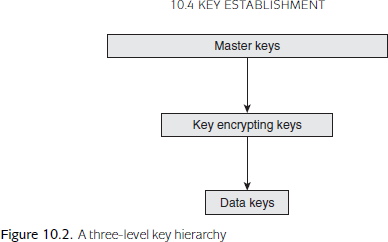 10.4 KEY ESTABLISHMENT
Master keys
Key encrypting keys
Data keys
Figure 10.2. A three-level key hierarchy